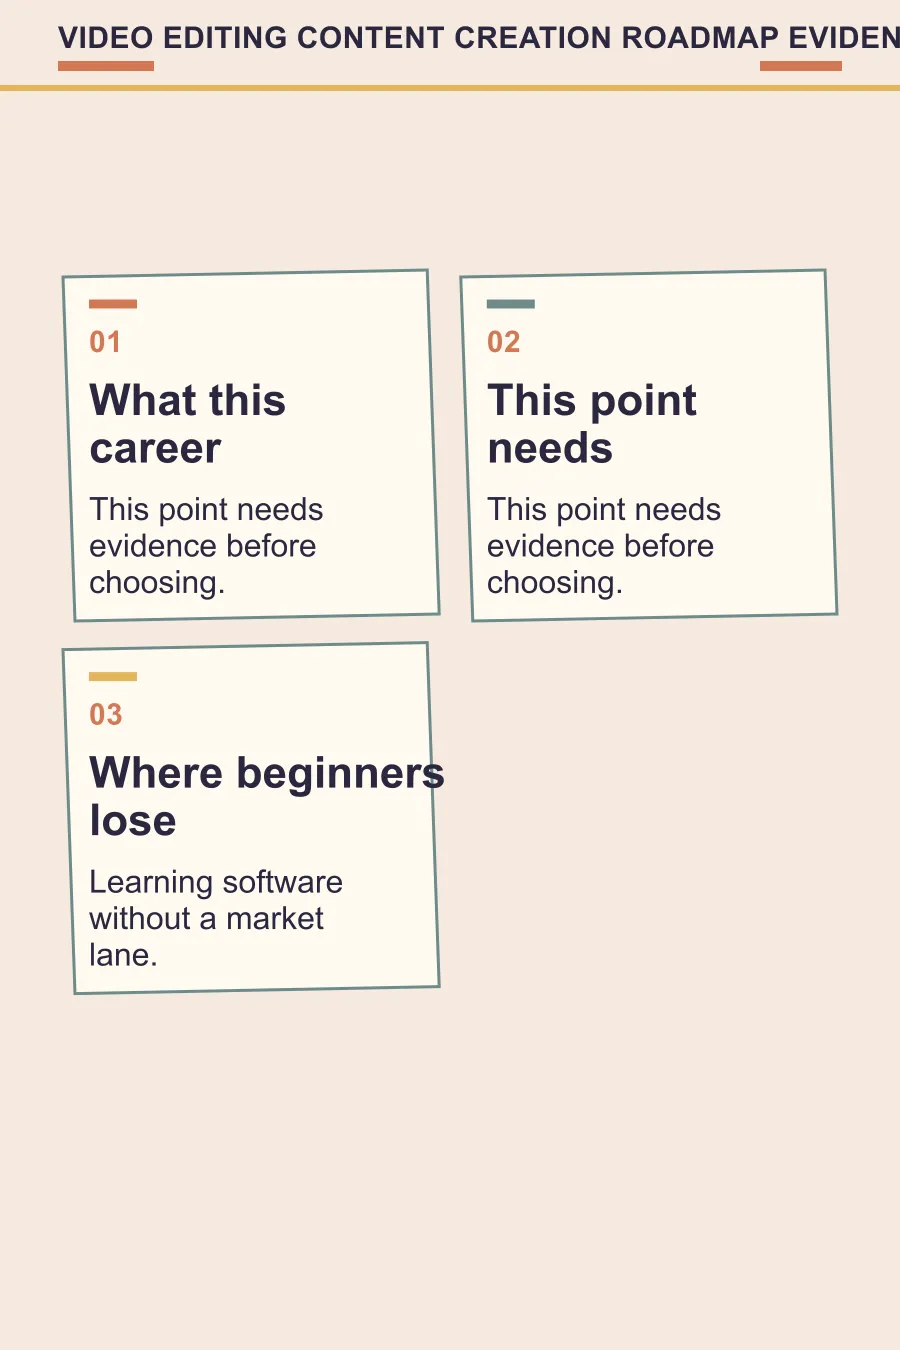 VIDEO EDITING CONTENT CREATION ROADMAP EVIDEN
01
What this
career
This point needs
evidence before
choosing.
02
This point
needs
This point needs
evidence before
choosing.
03
Where beginners
lose
Learning software
without a market
lane.